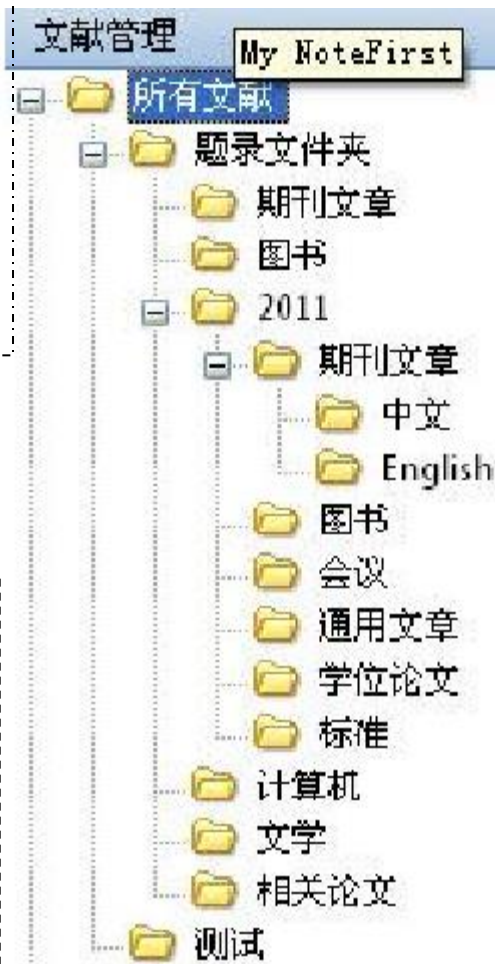 文献管理
My NoteFirst
所有文献
题录文件夹
期刊文章
图书
2011
期刊文章
中文
English
图书
会议
通用文章
学位论文
标准
计算机
文学
相关论文
测试